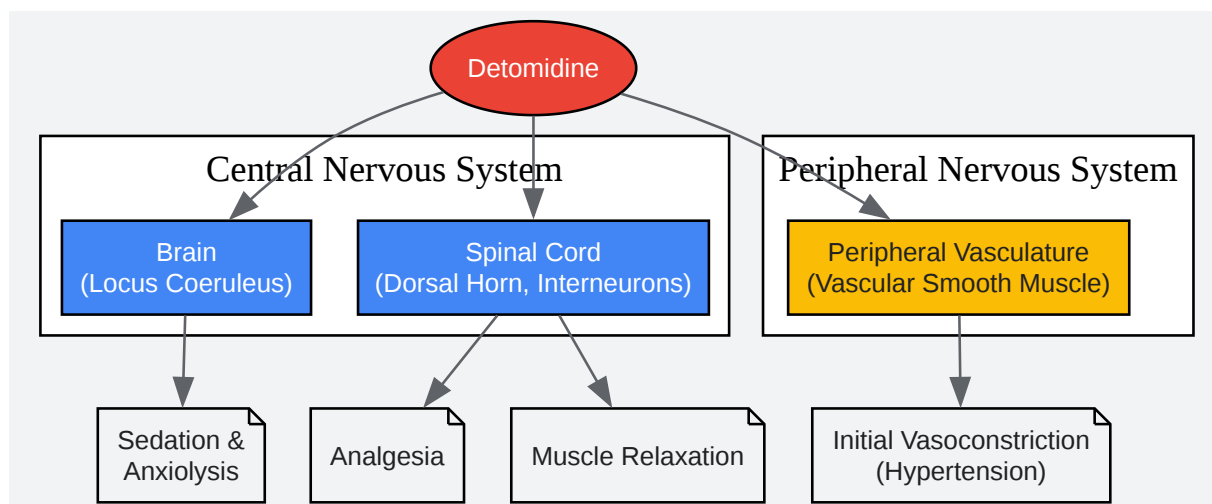 Detomidine
Central Nervous System
Peripheral Nervous System
Brain
(Locus Coeruleus)
Spinal Cord
(Dorsal Horn, Interneurons)
Peripheral Vasculature
(Vascular Smooth Muscle)
Sedation &
Anxiolysis
Analgesia
Muscle Relaxation
Initial Vasoconstriction
(Hypertension)